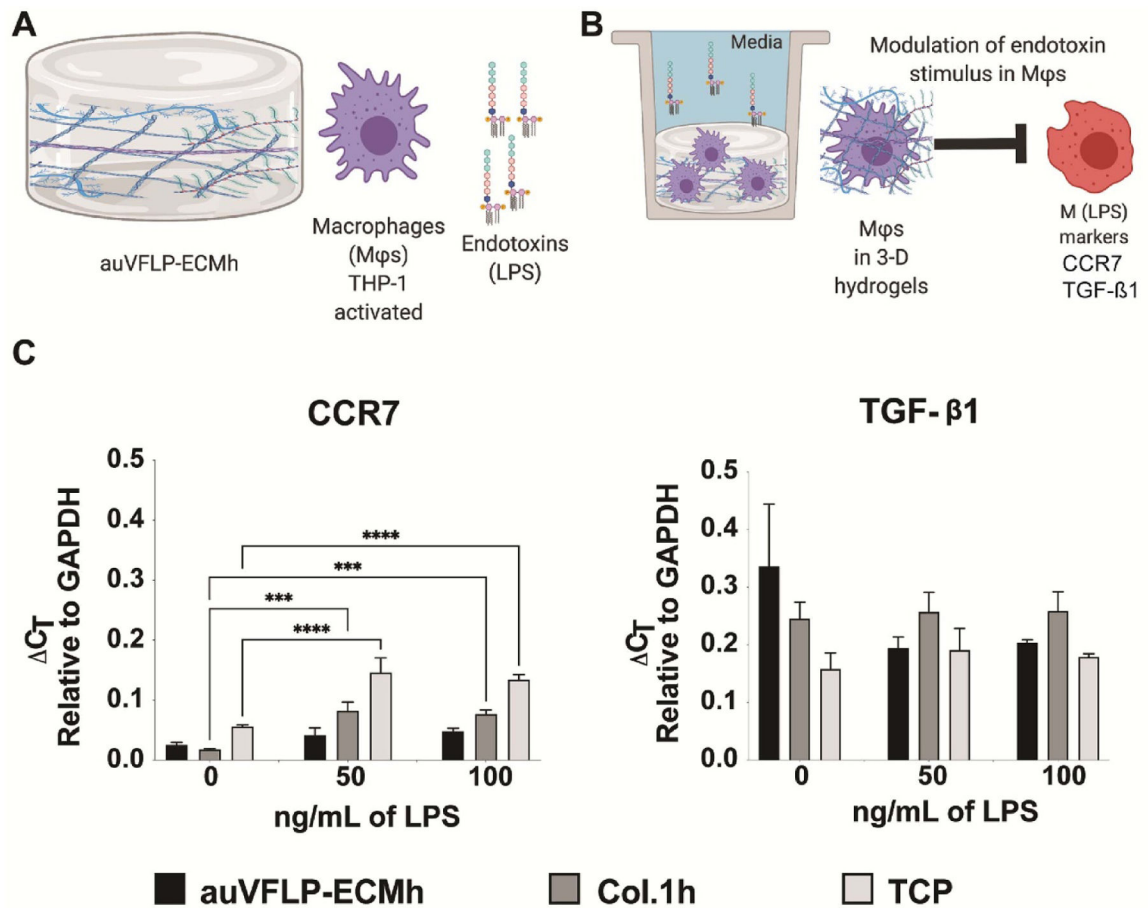 A
auVFLP-ECMh
Macrophages
(Mφs)
THP-1
activated
Endotoxins
(LPS)
B
Media
Modulation of endotoxin
stimulus in Mφs
Mφs
in 3-D
hydrogels
M (LPS)
markers
CCR7
TGF-ß1
C
CCR7
ΔCT
Relative to GAPDH
0.5
0.4
0.3
0.2
0.1
0.0
****
***
***
****
0 50 100
ng/mL of LPS
TGF-β1
ΔCT
Relative to GAPDH
0.5
0.4
0.3
0.2
0.1
0.0
0 50 100
ng/mL of LPS
auVFLP-ECMh Col.1h TCP